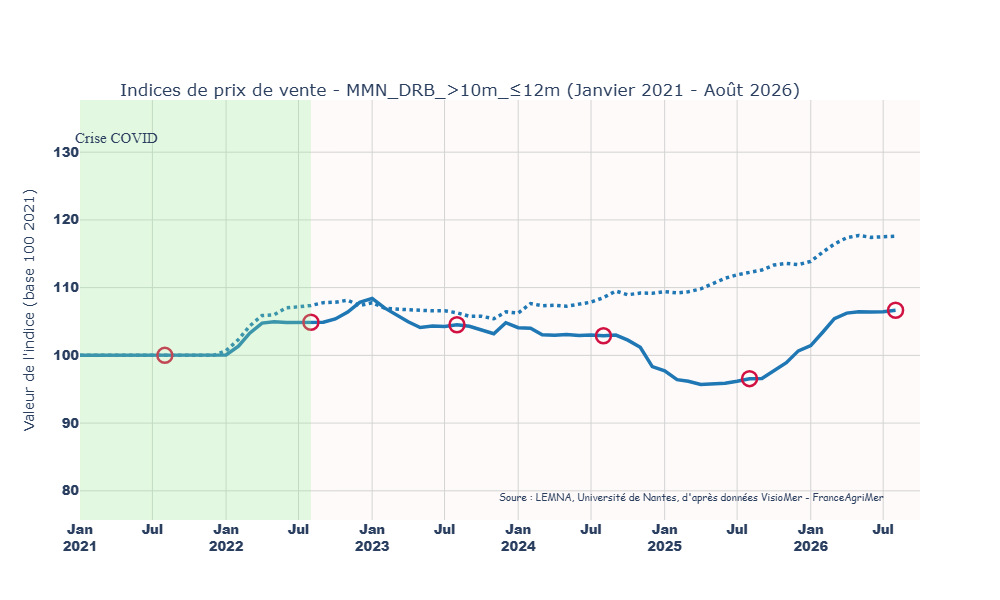 Indices de prix de vente - MMN_DRB_>10m_≤12m (Janvier 2021 - Août 2026)
Crise COVID
Valeur de l'Indice (base 100 2021)
130
120
110
100
90
80
Soure : LEMNA, Université de Nantes, d'après données VisioMer - FranceAgriMer
Jan Jul Jan Jul Jan Jul Jan Jul Jan Jul Jan Jul
2021 2022 2023 2024 2025 2026